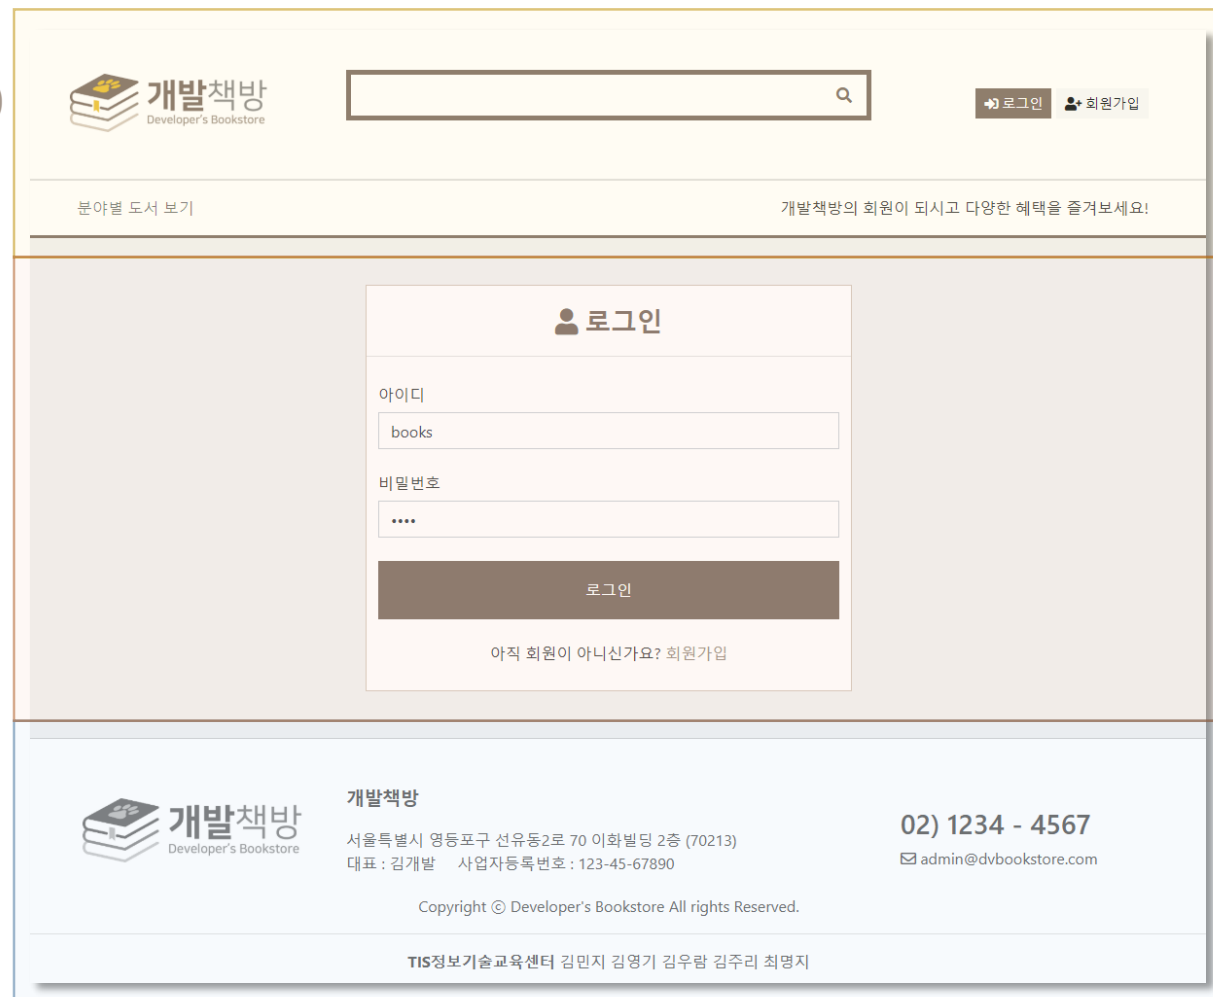 개발책방
Developer's Bookstore
로그인
회원가입
분야별 도서 보기
개발책방의 회원이 되시고 다양한 혜택을 즐겨보세요!
로그인
아이디
books
비밀번호
••••
로그인
아직 회원이 아니신가요? 회원가입
개발책방
Developer's Bookstore
개발책방
서울특별시 영등포구 선유동2로 70 이화빌딩 2층 (70213)
대표 : 김개발 사업자등록번호 : 123-45-67890
02) 1234 - 4567
admin@dvbookstore.com
Copyright ⓒ Developer's Bookstore All rights Reserved.
TIS정보기술교육센터 김민지 김영기 김우람 김주리 최명지